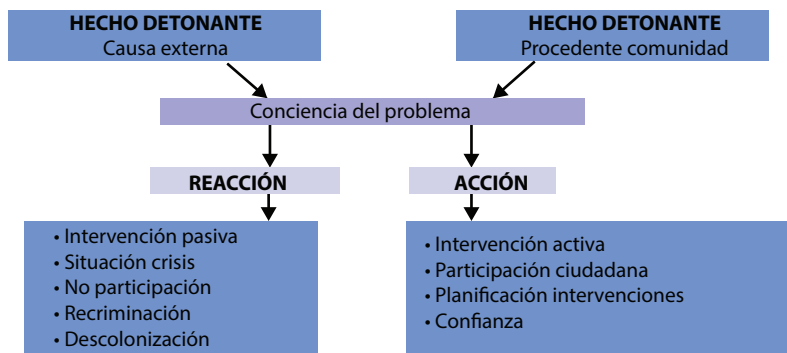 HECHO DETONANTE
Causa externa
HECHO DETONANTE
Procedente comunidad
Conciencia del problema
REACCIÓN
ACCIÓN
• Intervención pasiva
• Situación crisis
• No participación
• Recriminación
• Descolonización
• Intervención activa
• Participación ciudadana
• Planificación intervenciones
• Confianza